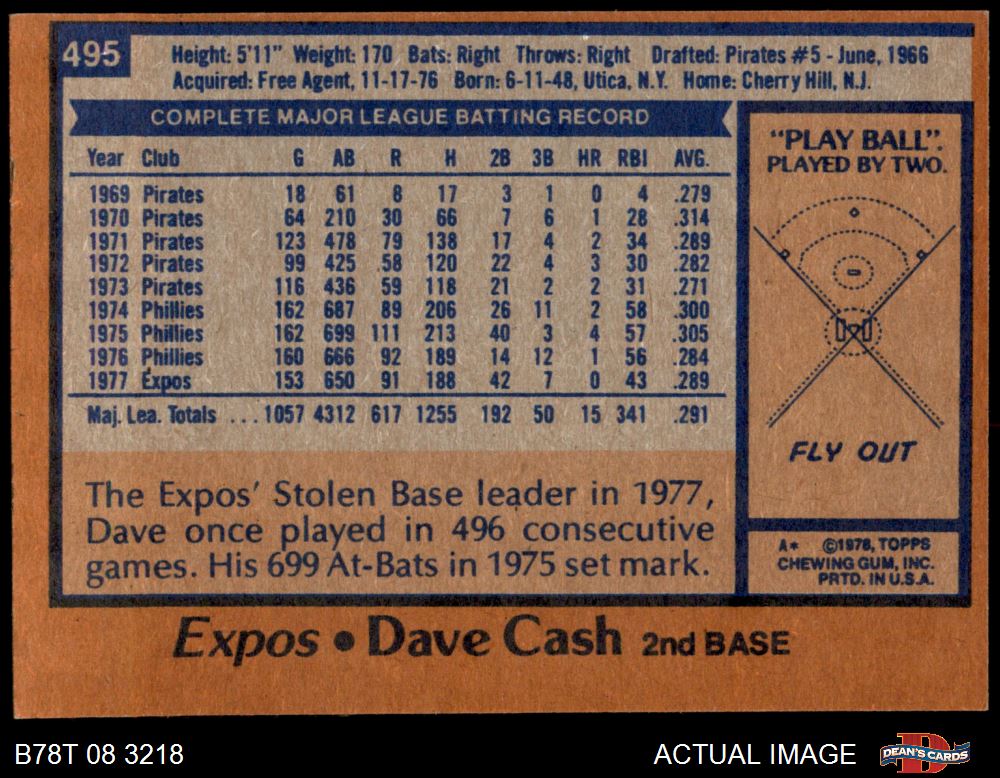 495
Height: 5'11" Weight: 170 Bats: Right Throws: Right Drafted: Pirates #5 - June, 1966
Acquired: Free Agent, 11-17-76 Born: 6-11-48, Utica, N.Y. Home: Cherry Hill, N.J.
COMPLETE MAJOR LEAGUE BATTING RECORD
Year Club G AB R H 2B 3B HR RBI AVG.
1969 Pirates 18 61 8 17 3 1 0 4 .279
1970 Pirates 64 210 30 66 7 6 1 28 .314
1971 Pirates 123 478 79 138 17 4 2 34 .289
1972 Pirates 99 425 58 120 22 4 3 30 .282
1973 Pirates 116 436 59 118 21 2 2 31 .271
1974 Phillies 162 687 89 206 26 11 2 58 .300
1975 Phillies 162 699 111 213 40 3 4 57 .305
1976 Phillies 160 666 92 189 14 12 1 56 .284
1977 Expos 153 650 91 188 42 7 0 43 .289
Maj. Lea. Totals ... 1057 4312 617 1255 192 50 15 341 .291
The Expos' Stolen Base leader in 1977,
Dave once played in 496 consecutive
games. His 699 At-Bats in 1975 set mark.
"PLAY BALL".
PLAYED BY TWO.
FLY OUT
A* ©1978, TOPPS
CHEWING GUM, INC.
PRTD. IN U.S.A.
Expos • Dave Cash 2nd BASE
B78T 08 3218
ACTUAL IMAGE
D
DEAN'S CARDS